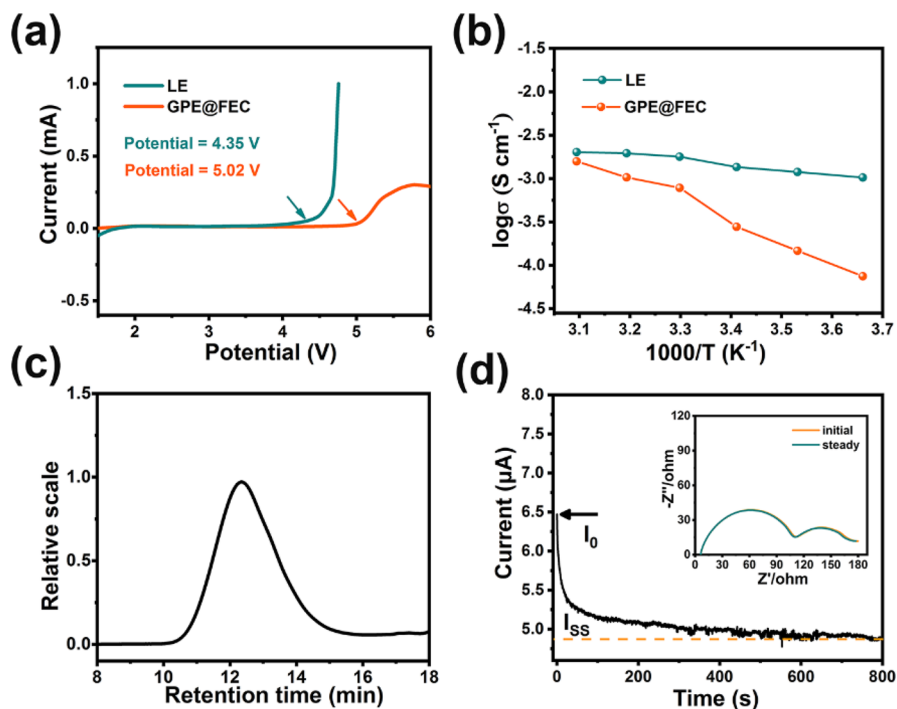 (a)
1.0
0.5
0.0
-0.5
Current (mA)
LE
GPE@FEC
Potential = 4.35 V
Potential = 5.02 V
2 3 4 5 6
Potential (V)
(b)
-1.5
-2.0
-2.5
-3.0
-3.5
-4.0
-4.5
logσ (S cm⁻¹)
LE
GPE@FEC
3.1 3.2 3.3 3.4 3.5 3.6 3.7
1000/T (K⁻¹)
(c)
1.5
1.0
0.5
0.0
Relative scale
8 10 12 14 16 18
Retention time (min)
(d)
8.0
7.5
7.0
6.5
6.0
5.5
5.0
Current (μA)
I₀
I_SS
0 200 400 600 800
Time (s)
120
90
60
30
0
-Z''/ohm
initial
steady
0 30 60 90 120 150 180
Z'/ohm